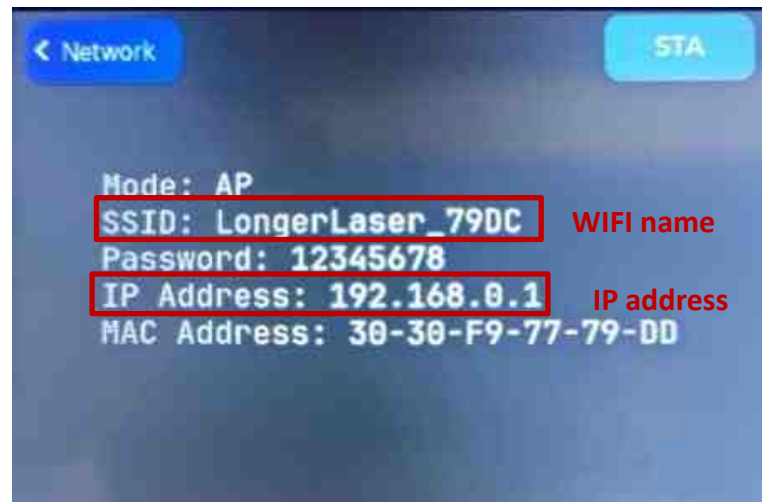 < Network
STA
Mode: AP
SSID: LongerLaser_79DC
WIFI name
Password: 12345678
IP Address: 192.168.0.1
IP address
MAC Address: 30-30-F9-77-79-DD